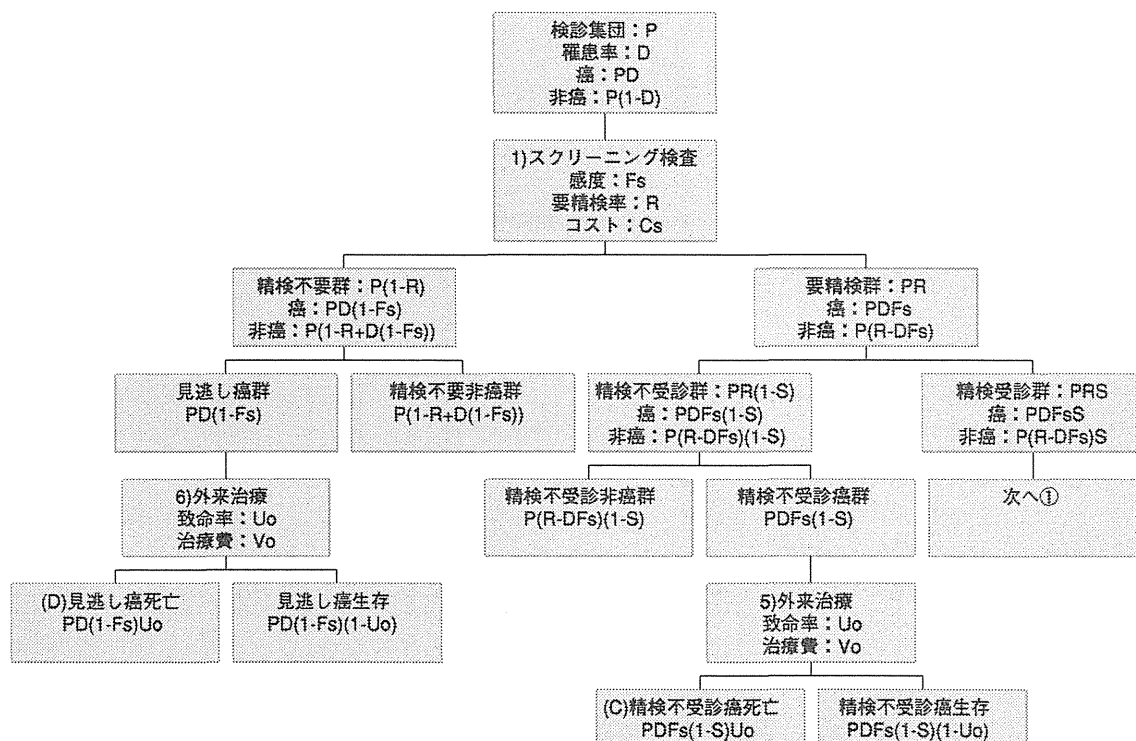 検診集団：P
罹患率：D
癌：PD
非癌：P(1-D)
1)スクリーニング検査
感度：Fs
要精検率：R
コスト：Cs
精検不要群：P(1-R)
癌：PD(1-Fs)
非癌：P(1-R+D(1-Fs))
要精検群：PR
癌：PDFs
非癌：P(R-DFs)
見逃し癌群
PD(1-Fs)
精検不要非癌群
P(1-R+D(1-Fs))
精検不受診群：PR(1-S)
癌：PDFs(1-S)
非癌：P(R-DFs)(1-S)
精検受診群：PRS
癌：PDFsS
非癌：P(R-DFs)S
6)外来治療
致命率：Uo
治療費：Vo
精検不受診非癌群
P(R-DFs)(1-S)
精検不受診癌群
PDFs(1-S)
次へ①
(D)見逃し癌死亡
PD(1-Fs)Uo
見逃し癌生存
PD(1-Fs)(1-Uo)
5)外来治療
致命率：Uo
治療費：Vo
(C)精検不受診癌死亡
PDFs(1-S)Uo
精検不受診癌生存
PDFs(1-S)(1-Uo)